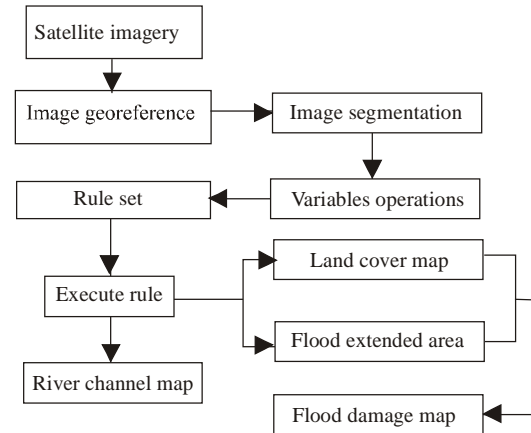 Satellite imagery
Image georeference
Image segmentation
Variables operations
Rule set
Execute rule
Land cover map
Flood extended area
River channel map
Flood damage map